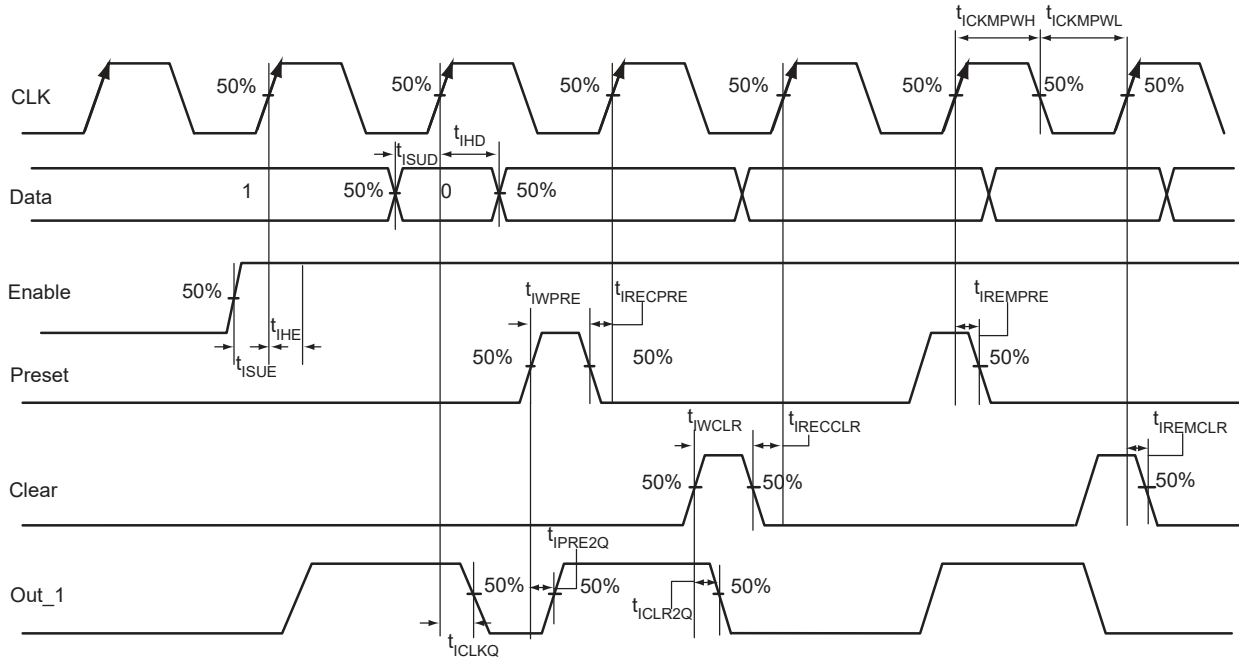 tICKMPWH tICKMPWL
CLK 50% 50% 50% 50% 50% 50% 50%
tISUD tIHD
Data 1 50% 0 50%
Enable 50%
tIHE
tISUE
tIWPRE tIRECPRE tIREMPRE
Preset 50% 50% 50%
tIWCLR tIRECCLR tIREMCLR
Clear 50% 50% 50%
tIPRE2Q
Out_1 50% 50% 50%
tICLR2Q
tICLKQ